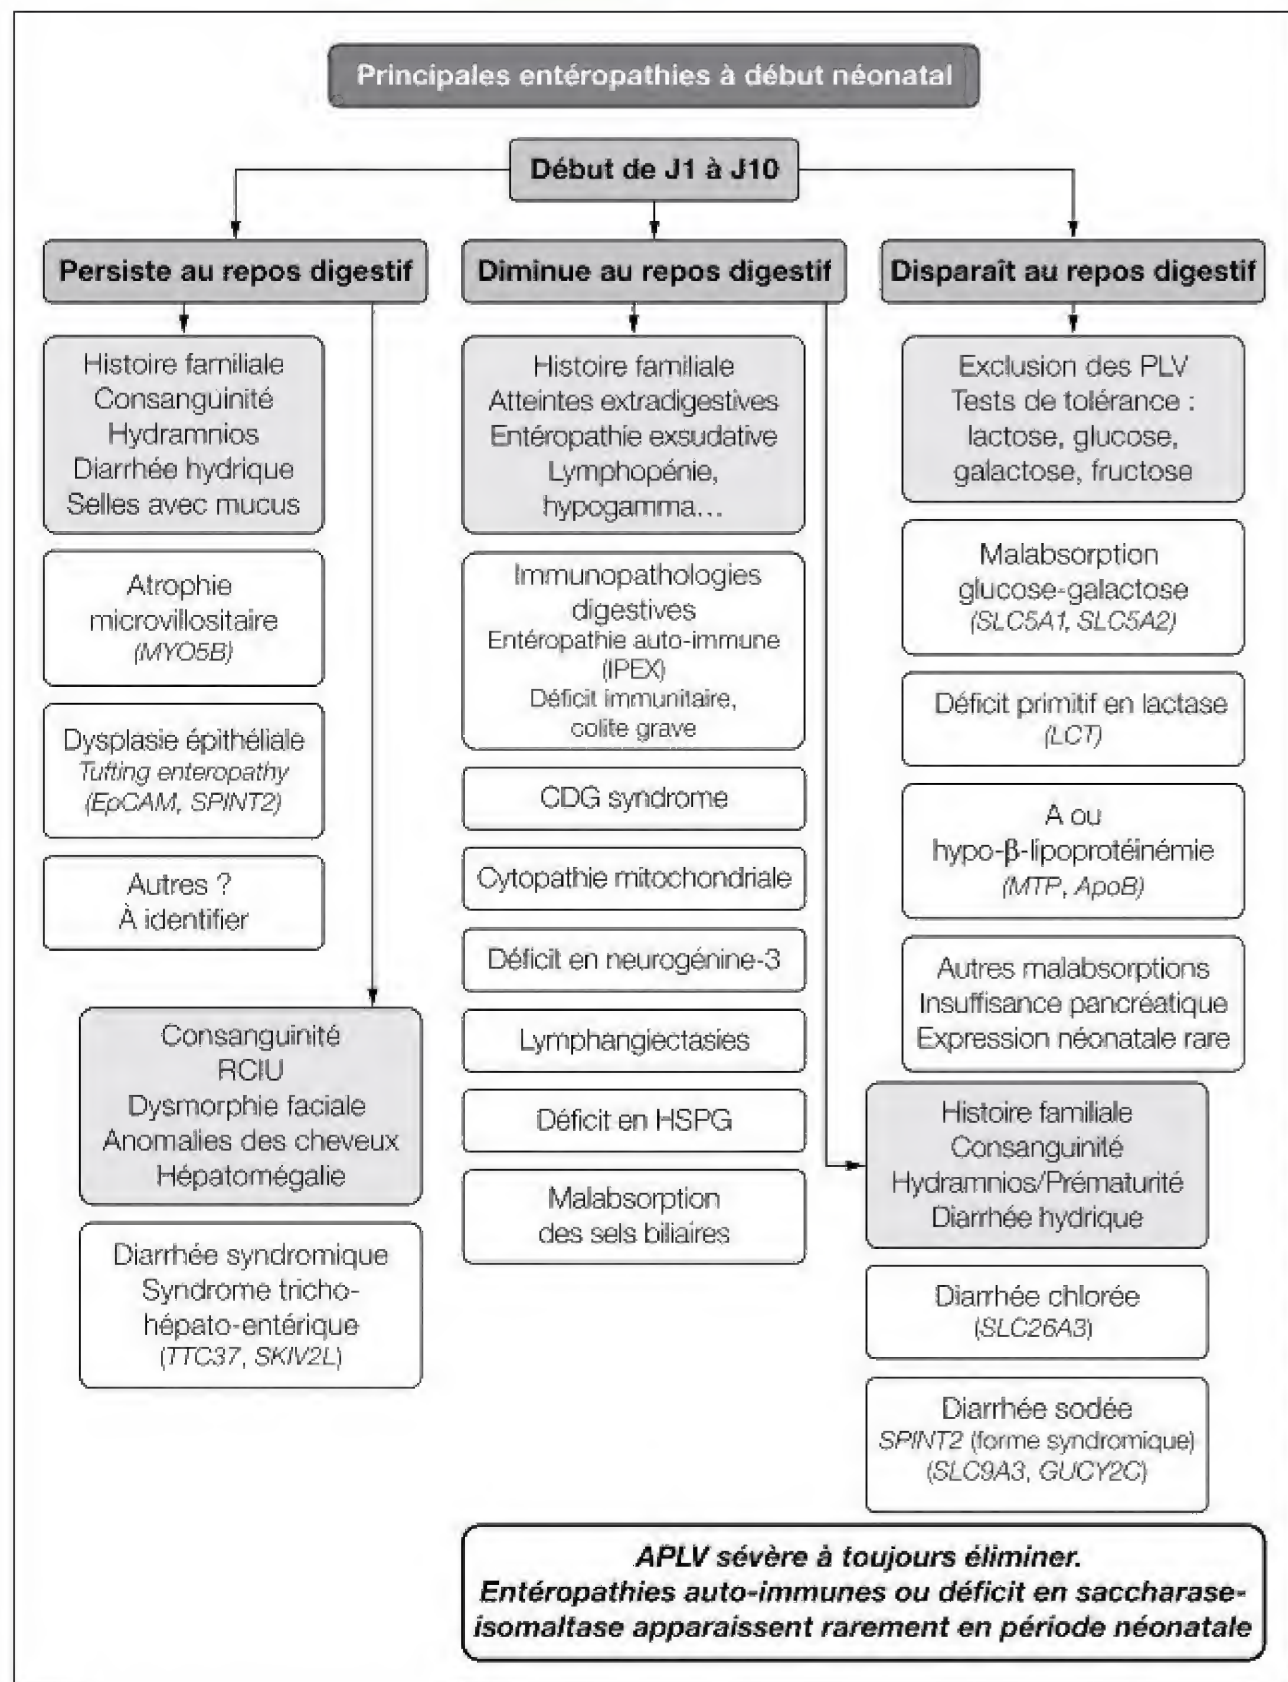 Principales entéropathies à début néonatal
Début de J1 à J10
Persiste au repos digestif
Histoire familiale
Consanguinité
Hydramnios
Diarrhée hydrique
Selles avec mucus
Atrophie
microvillositaire
(MYO5B)
Dysplasie épithéliale
Tufting enteropathy
(EpCAM, SPINT2)
Autres ?
À identifier
Consanguinité
RCIU
Dysmorphie faciale
Anomalies des cheveux
Hépatomégalie
Diarrhée syndromique
Syndrome tricho-
hépato-entérique
(TTC37, SKIV2L)
Diminue au repos digestif
Histoire familiale
Atteintes extradigestives
Entéropathie exsudative
Lymphopénie,
hypogamma...
Immunopathologies
digestives
Entéropathie auto-immune
(IPEX)
Déficit immunitaire,
colite grave
CDG syndrome
Cytopathie mitochondriale
Déficit en neurogénine-3
Lymphangiectasies
Déficit en HSPG
Malabsorption
des sels biliaires
Disparaît au repos digestif
Exclusion des PLV
Tests de tolérance :
lactose, glucose,
galactose, fructose
Malabsorption
glucose-galactose
(SLC5A1, SLC5A2)
Déficit primitif en lactase
(LCT)
A ou
hypo-β-lipoprotéinémie
(MTP, ApoB)
Autres malabsorptions
Insuffisance pancréatique
Expression néonatale rare
Histoire familiale
Consanguinité
Hydramnios/Prématurité
Diarrhée hydrique
Diarrhée chlorée
(SLC26A3)
Diarrhée sodée
SPINT2 (forme syndromique)
(SLC9A3, GUCY2C)
APLV sévère à toujours éliminer.
Entéropathies auto-immunes ou déficit en saccharase-
isomaltase apparaissent rarement en période néonatale